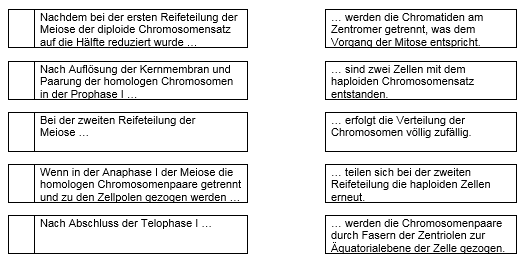 Nachdem bei der ersten Reifeteilung der
Meiose der diploide Chromosomensatz
auf die Hälfte reduziert wurde …
… werden die Chromatiden am
Zentromer getrennt, was dem
Vorgang der Mitose entspricht.
Nach Auflösung der Kernmembran und
Paarung der homologen Chromosomen
in der Prophase I …
… sind zwei Zellen mit dem
haploiden Chromosomensatz
entstanden.
Bei der zweiten Reifeteilung der
Meiose …
… erfolgt die Verteilung der
Chromosomen völlig zufällig.
Wenn in der Anaphase I der Meiose die
homologen Chromosomenpaare getrennt
und zu den Zellpolen gezogen werden …
… teilen sich bei der zweiten
Reifeteilung die haploiden Zellen
erneut.
Nach Abschluss der Telophase I …
… werden die Chromosomenpaare
durch Fasern der Zentriolen zur
Äquatorialebene der Zelle gezogen.